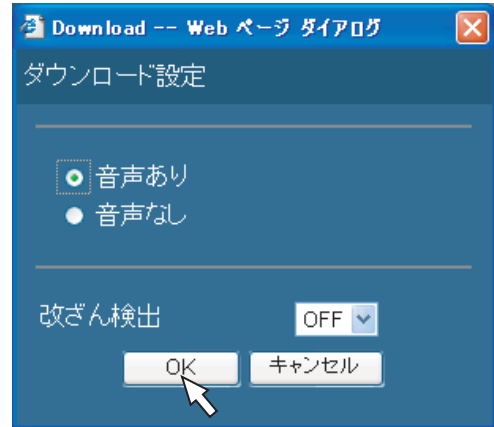 Download -- Web ページ ダイアログ
ダウンロード設定
音声あり
音声なし
改ざん検出 OFF
OK キャンセル